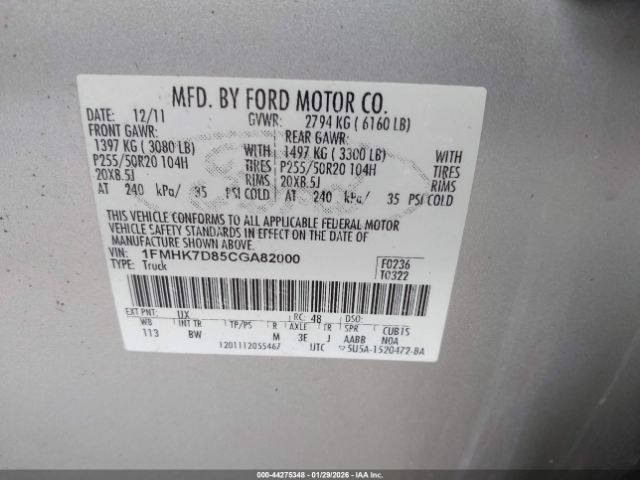 MFD. BY FORD MOTOR CO.
DATE: 12/11 GVWR: 2794 KG ( 6160 LB)
FRONT GAWR: REAR GAWR:
1397 KG ( 3080 LB) WITH 1497 KG ( 3300 LB) WITH
P255/50R20 104H TIRES P255/50R20 104H TIRES
20X8.5J RIMS 20X8.5J RIMS
AT 240 kPa/ 35 PSI COLD AT 240 kPa/ 35 PSI COLD
THIS VEHICLE CONFORMS TO ALL APPLICABLE FEDERAL MOTOR
VEHICLE SAFETY STANDARDS IN EFFECT ON THE DATE OF
MANUFACTURE SHOWN ABOVE.
VIN: 1FMHK7D85CGA82000 F0236
TYPE: Truck T0322
EXT PNT: UX RC: 48 DSO:
WB INT TR TP/PS R AXLE TR SPR CUBTS
113 BW M 3E J AABB N0A
1201112055467 UTC ▽5U5A-1520472-BA
000-44275348 - 01/29/2026 - IAA Holdings, LLC